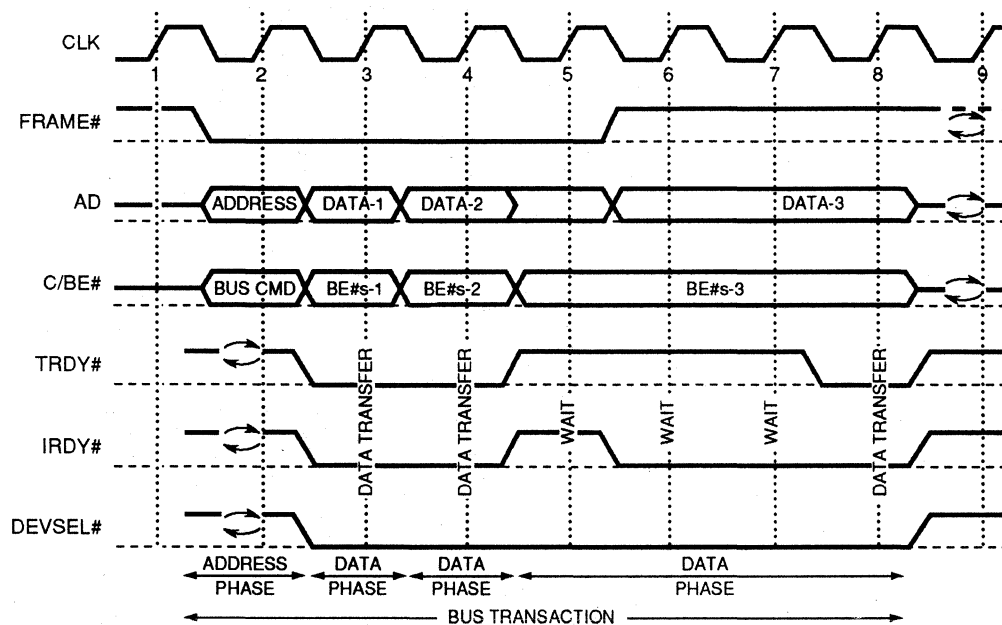 CLK
1 2 3 4 5 6 7 8 9
FRAME#
AD
ADDRESS DATA-1 DATA-2 DATA-3
C/BE#
BUS CMD BE#s-1 BE#s-2 BE#s-3
TRDY#
IRDY#
DATA TRANSFER
DATA TRANSFER
WAIT
WAIT
WAIT
DATA TRANSFER
DEVSEL#
ADDRESS PHASE
DATA PHASE
DATA PHASE
DATA PHASE
BUS TRANSACTION